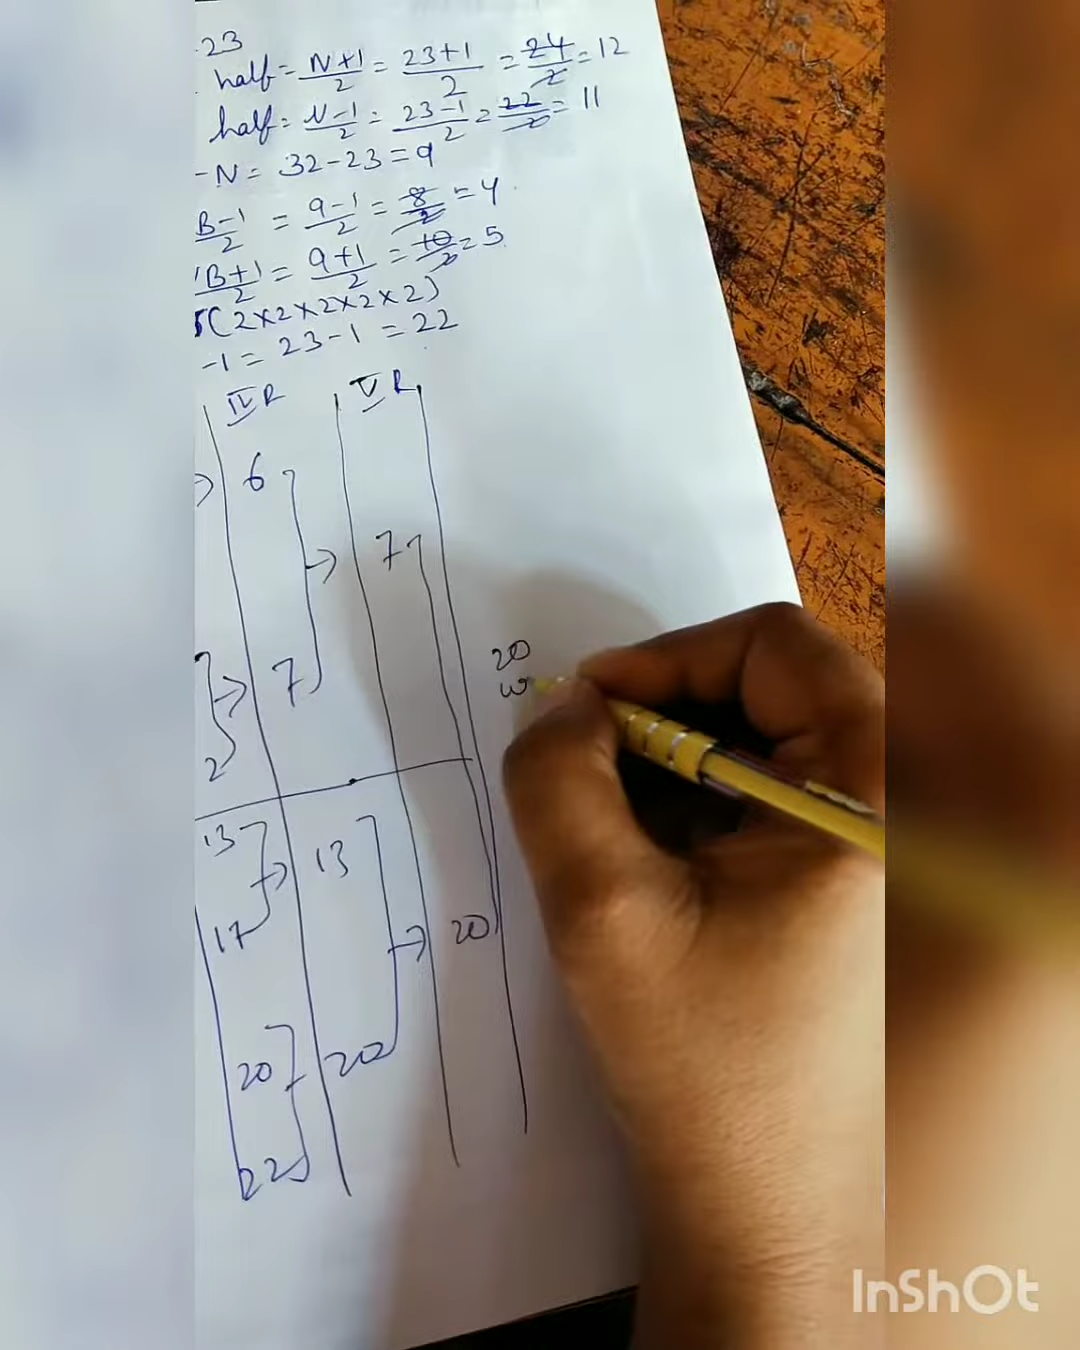 23
half = N+1/2 = 23+1/2 = 24/2 = 12
half = N-1/2 = 23-1/2 = 22/2 = 11
-N = 32-23 = 9
B-1/2 = 9-1/2 = 8/2 = 4
B+1/2 = 9+1/2 = 10/2 = 5
5(2×2×2×2×2)
-1 = 23-1 = 22
IV R V R
6
7
7
2
20
13
13
17
20
20
20
22
InShOt